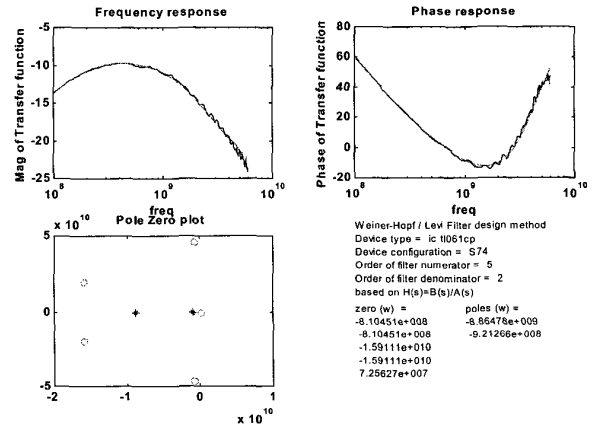 Frequency response
Mag of Transfer function
-5
-10
-15
-20
-25
10^8
10^9
10^10
freq
Phase response
Phase of Transfer function
80
60
40
20
0
-20
10^8
10^9
10^10
freq
x 10^10
Pole Zero plot
5
0
-5
-2
-1
0
1
x 10^10
Weiner-Hopf / Levi Filter design method
Device type = ic tl061cp
Device configuration = S74
Order of filter numerator = 5
Order of filter denominator = 2
based on H(s)=B(s)/A(s)
zero (w) = poles (w) =
-8.10451e+008 -8.86478e+009
-8.10451e+008 -9.21266e+008
-1.59111e+010
-1.59111e+010
7.25627e+007